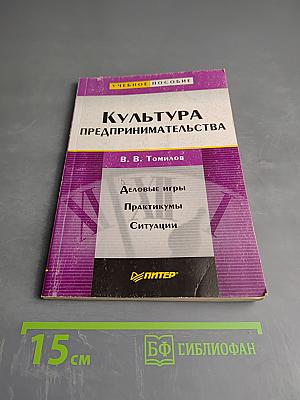 УЧЕБНОЕ ПОСОБИЕ
КУЛЬТУРА
ПРЕДПРИНИМАТЕЛЬСТВА
В. В. Томилов
Деловые игры
Практикумы
Ситуации
ПИТЕР
15 см
БФ БИБЛИОФАН